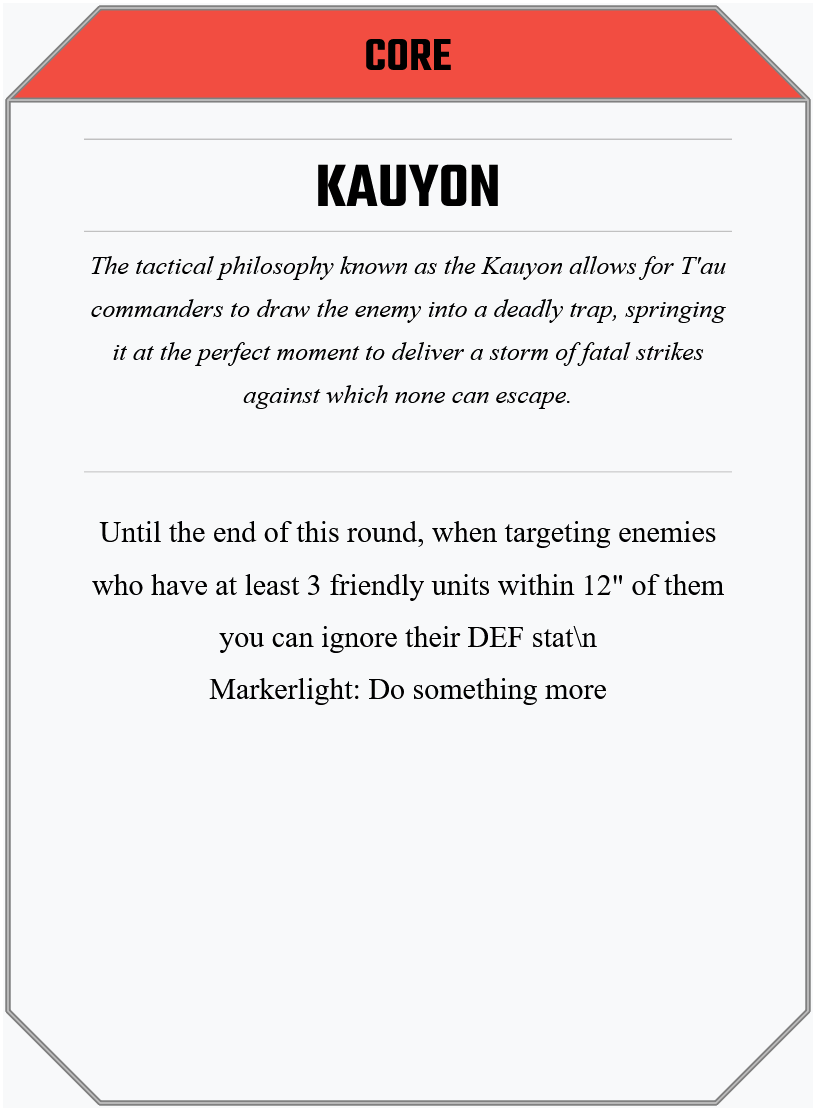 CORE
KAUYON
The tactical philosophy known as the Kauyon allows for T'au
commanders to draw the enemy into a deadly trap, springing
it at the perfect moment to deliver a storm of fatal strikes
against which none can escape.
Until the end of this round, when targeting enemies
who have at least 3 friendly units within 12" of them
you can ignore their DEF stat\n
Markerlight: Do something more